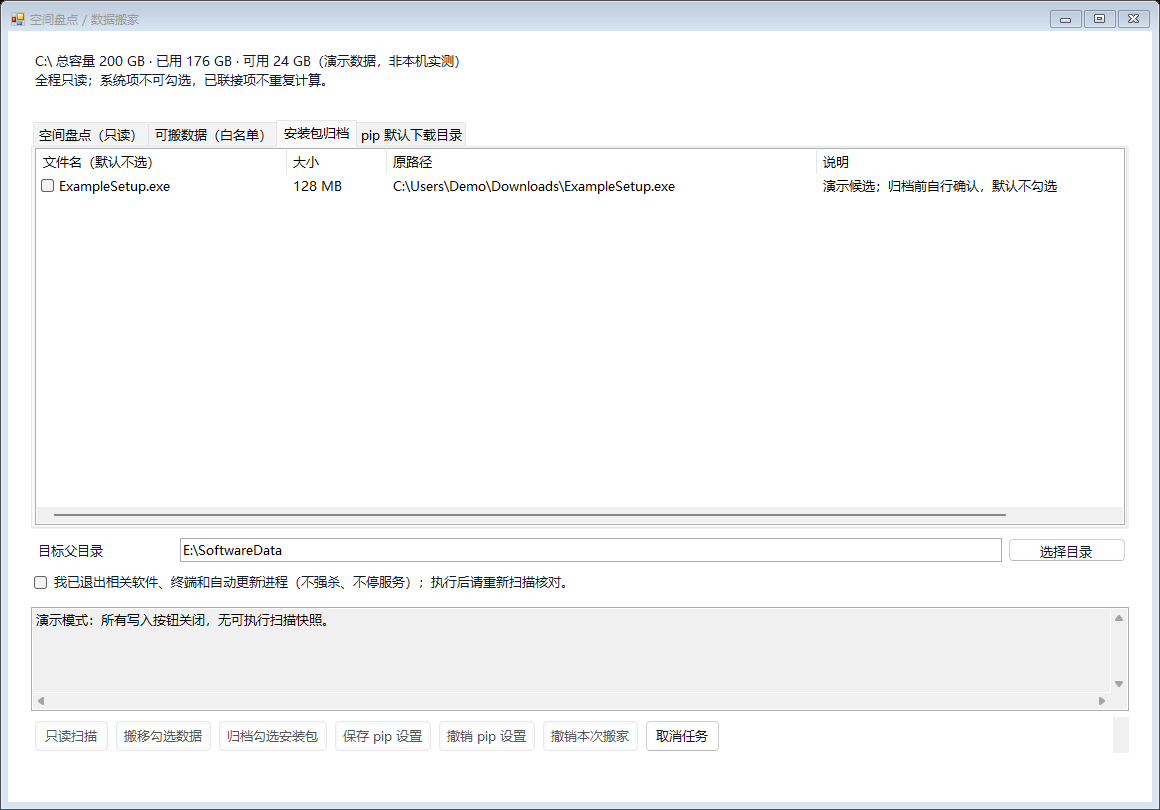 空间盘点 / 数据搬家
C:\ 总容量 200 GB · 已用 176 GB · 可用 24 GB（演示数据，非本机实测）
全程只读；系统项不可勾选，已联接项不重复计算。
空间盘点（只读） 可搬数据（白名单） 安装包归档 pip 默认下载目录
文件名（默认不选） 大小 原路径 说明
ExampleSetup.exe 128 MB C:\Users\Demo\Downloads\ExampleSetup.exe 演示候选；归档前自行确认，默认不勾选
目标父目录 E:\SoftwareData 选择目录
我已退出相关软件、终端和自动更新进程（不强杀、不停服务）；执行后请重新扫描核对。
演示模式：所有写入按钮关闭，无可执行扫描快照。
只读扫描 搬移勾选数据 归档勾选安装包 保存 pip 设置 撤销 pip 设置 撤销本次搬家 取消任务